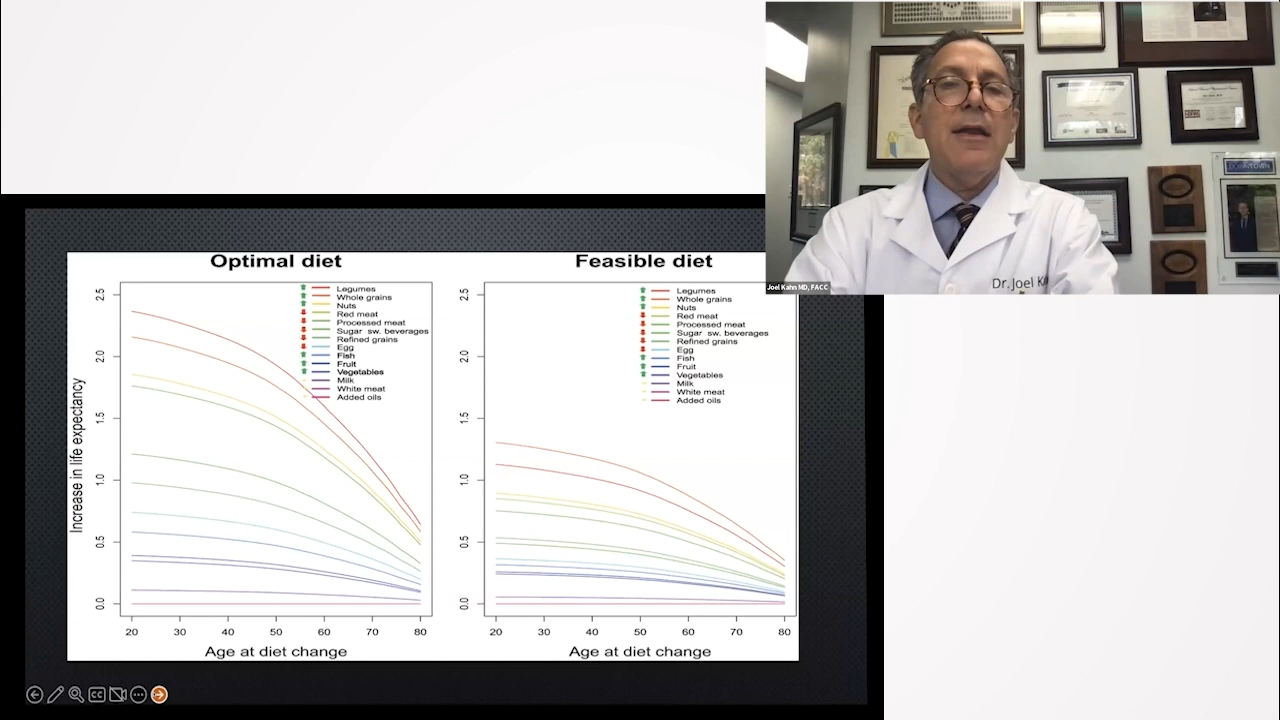 Optimal diet
Increase in life expectancy
2.5
2.0
1.5
1.0
0.5
0.0
20 30 40 50 60 70 80
Age at diet change
Legumes
Whole grains
Nuts
Red meat
Processed meat
Sugar sw. beverages
Refined grains
Egg
Fish
Fruit
Vegetables
Milk
White meat
Added oils
Feasible diet
2.5
2.0
1.5
1.0
0.5
0.0
20 30 40 50 60 70 80
Age at diet change
Legumes
Whole grains
Nuts
Red meat
Processed meat
Sugar sw. beverages
Refined grains
Egg
Fish
Fruit
Vegetables
Milk
White meat
Added oils
Dr. Joel
Joel Kahn MD, FACC
CC